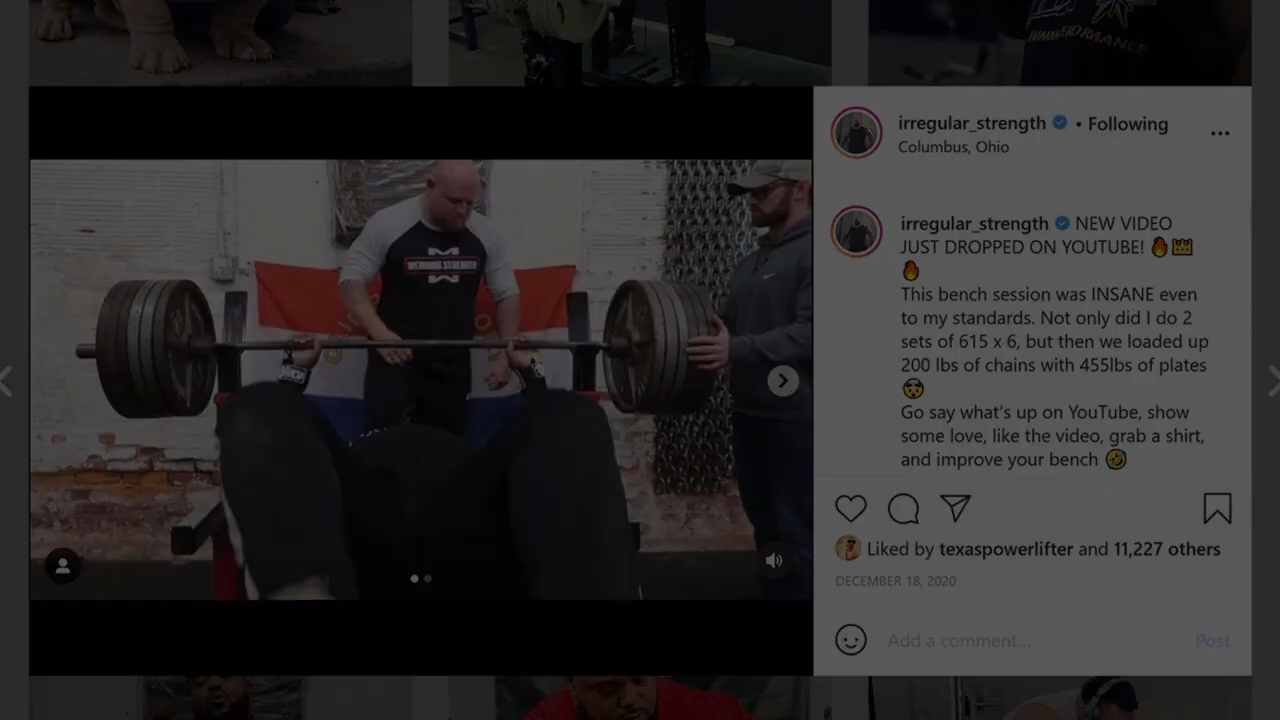 HUMAN
irregular_strength • Following
Columbus, Ohio
irregular_strength NEW VIDEO
JUST DROPPED ON YOUTUBE! 🔥👑
🔥
This bench session was INSANE even
to my standards. Not only did I do 2
sets of 615 x 6, but then we loaded up
200 lbs of chains with 455lbs of plates
😵
Go say what's up on YouTube, show
some love, like the video, grab a shirt,
and improve your bench 🤣
Liked by texaspowerlifter and 11,227 others
DECEMBER 18, 2020
Add a comment...
Post